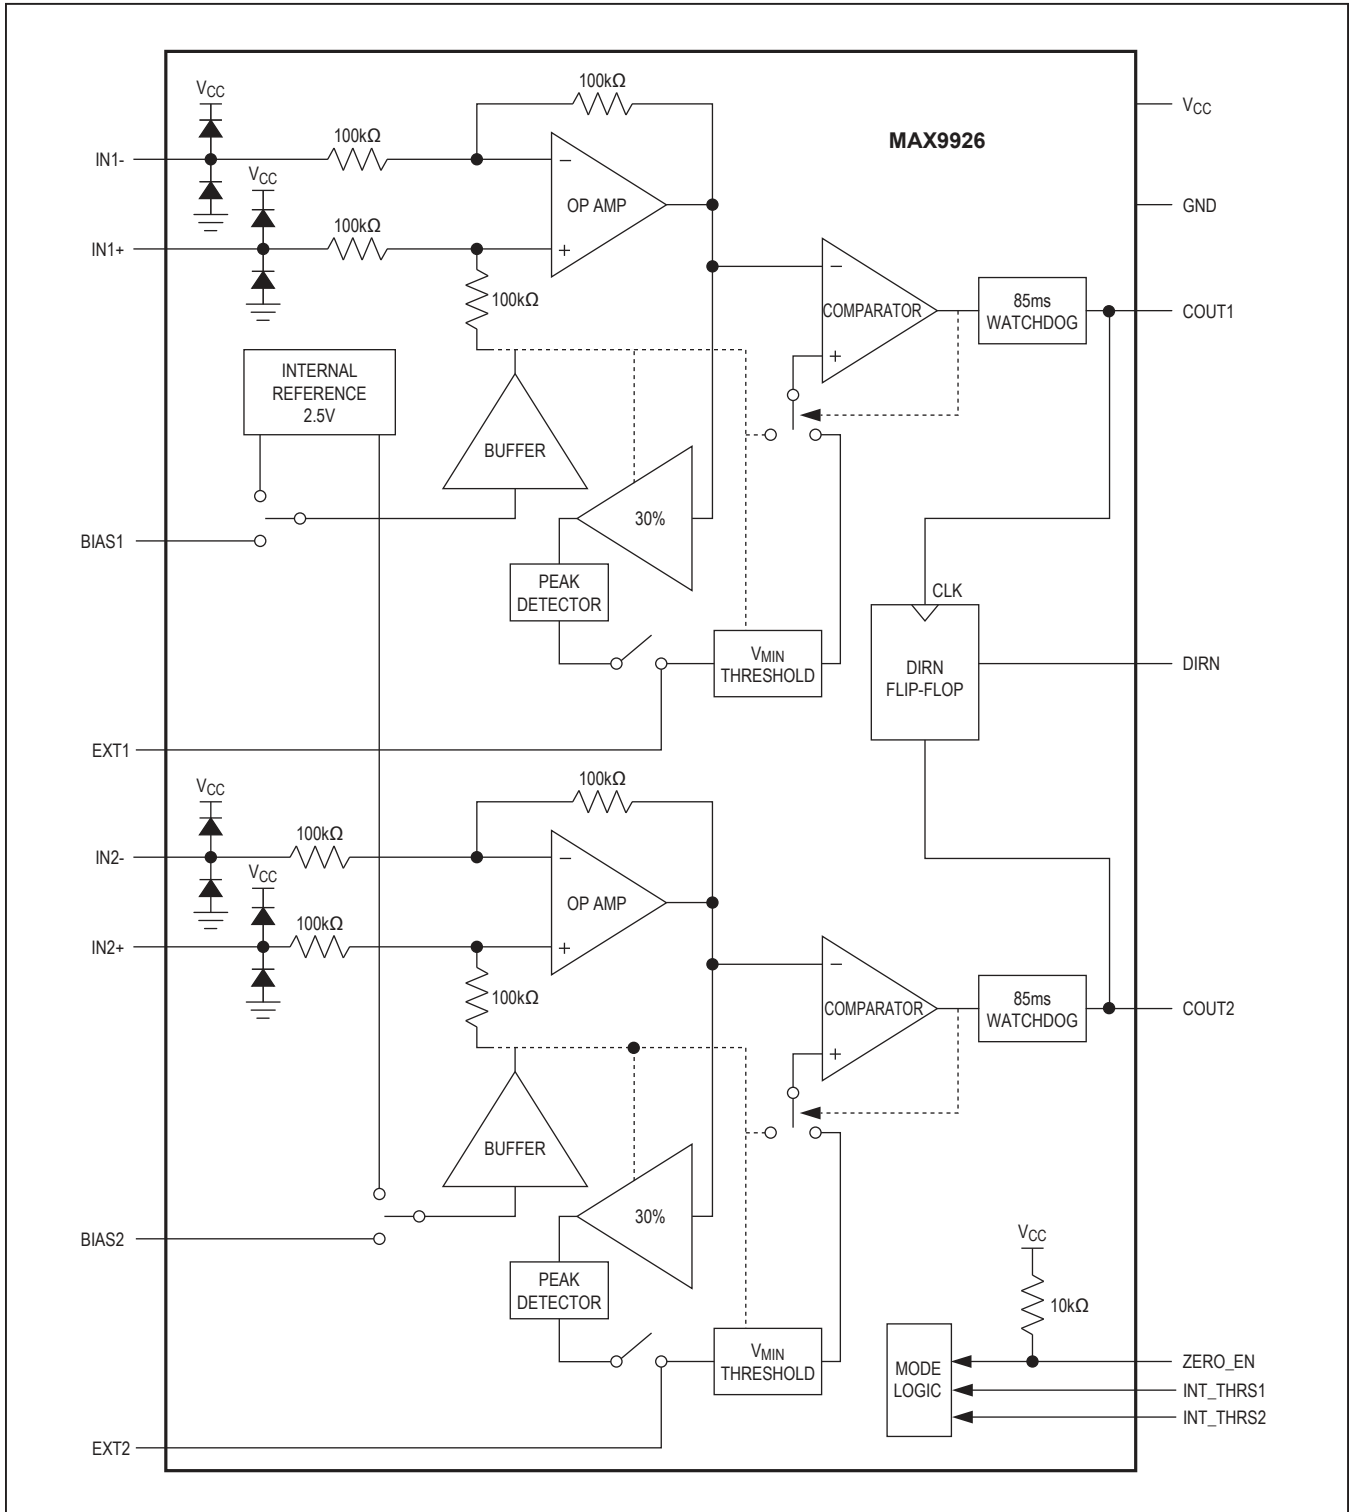 100kΩ
VCC
MAX9926
VCC
IN1-
100kΩ
VCC
−
OP AMP
GND
IN1+
100kΩ
+
−
100kΩ
COMPARATOR
85ms
WATCHDOG
COUT1
+
INTERNAL
REFERENCE
2.5V
BUFFER
30%
BIAS1
PEAK
DETECTOR
CLK
VMIN
THRESHOLD
DIRN
FLIP-FLOP
DIRN
EXT1
100kΩ
VCC
100kΩ
IN2-
VCC
−
OP AMP
100kΩ
IN2+
+
−
100kΩ
COMPARATOR
85ms
WATCHDOG
COUT2
+
BUFFER
30%
BIAS2
VCC
PEAK
DETECTOR
10kΩ
VMIN
THRESHOLD
MODE
LOGIC
ZERO_EN
INT_THRS1
INT_THRS2
EXT2